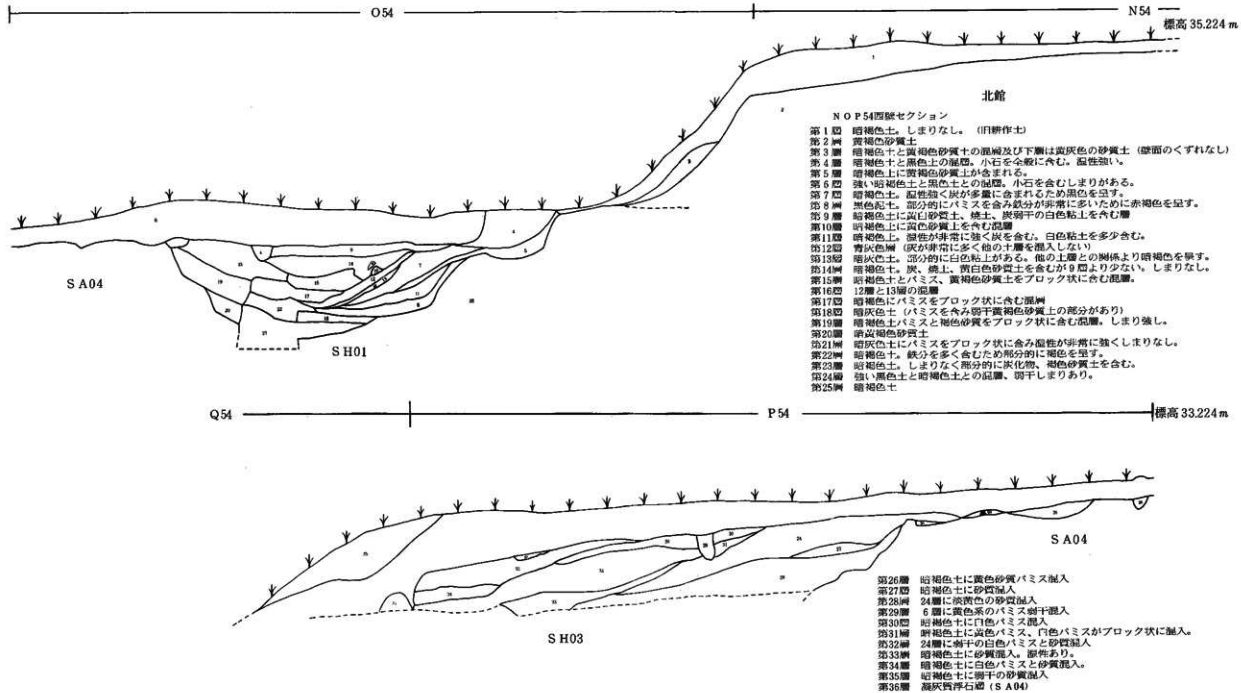 O54
N54
標高 35.224 m
北館
N O P 54西壁セクション
第1層 暗褐色土。しまりなし。(旧耕作土)
第2層 黄褐色砂質土
第3層 暗褐色土と黄褐色砂質土の混層及び下層は黄灰色の砂質土(壁面のくずれなし)
第4層 暗褐色土と黒色土の混層。小石を全般に含む。湿性強い。
第5層 暗褐色土に黄褐色砂質土が含まれる。
第6層 強い暗褐色土と黒色土との混層。小石を含むしまりがある。
第7層 暗褐色土。湿性強く炭が多量に含まれるため黒色を呈す。
第8層 黒色泥土。部分的にパミスを含み鉄分が非常に多いために赤褐色を呈す。
第9層 暗褐色土に黄白砂質土、焼土、炭弱干の白色粘土を含む層
第10層 暗褐色土に黄色砂質土を含む混層
第11層 暗褐色土。湿性が非常に強く炭を含む。白色粘土を多少含む。
第12層 青灰色層(灰が非常に多く他の土層を混入しない)
第13層 暗灰色土。部分的に白色粘土がある。他の土層との関係より暗褐色を呈す。
第14層 暗褐色土。炭、焼土、黄白色砂質土を含むが9層より少ない。しまりなし。
第15層 暗褐色土とパミス、黄褐色砂質土をブロック状に含む混層。
第16層 12層と13層の混層
第17層 暗褐色にパミスをブロック状に含む混層
第18層 暗灰色土(パミスを含み弱干黄褐色砂質土の部分があり)
第19層 暗褐色土パミスと褐色砂質をブロック状に含む混層。しまり強し。
第20層 暗黄褐色砂質土
第21層 暗灰色土にパミスをブロック状に含み湿性が非常に強くしまりなし。
第22層 暗褐色土。鉄分を多く含むため部分的に褐色を呈す。
第23層 暗褐色土。しまりなく部分的に炭化物、褐色砂質土を含む。
第24層 強い黒色土と暗褐色土との混層、弱干しまりあり。
第25層 暗褐色土
S A04
S H01
Q54
P54
標高 33.224 m
S A04
S H03
第26層 暗褐色土に黄色砂質パミス混入
第27層 暗褐色土に砂質混入
第28層 24層に淡黄色の砂質混入
第29層 6層に黄色系のパミス弱干混入
第30層 暗褐色土に白色パミス混入
第31層 暗褐色土に黄色パミス、白色パミスがブロック状に混入。
第32層 24層に弱干の白色パミスと砂質混入
第33層 暗褐色土に砂質混入。湿性あり。
第34層 暗褐色土に白色パミスと砂質混入。
第35層 暗褐色土に弱干の砂質混入
第36層 凝灰質浮石層(S A04)